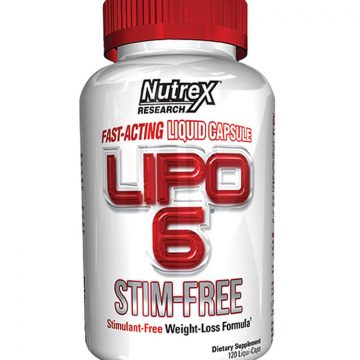 Nutrex
RESEARCH
FAST-ACTING LIQUID CAPSULE
LIPO
6®
STIM-FREE
Stimulant-Free Weight-Loss Formula†
Dietary Supplement
120 Liqui-Caps